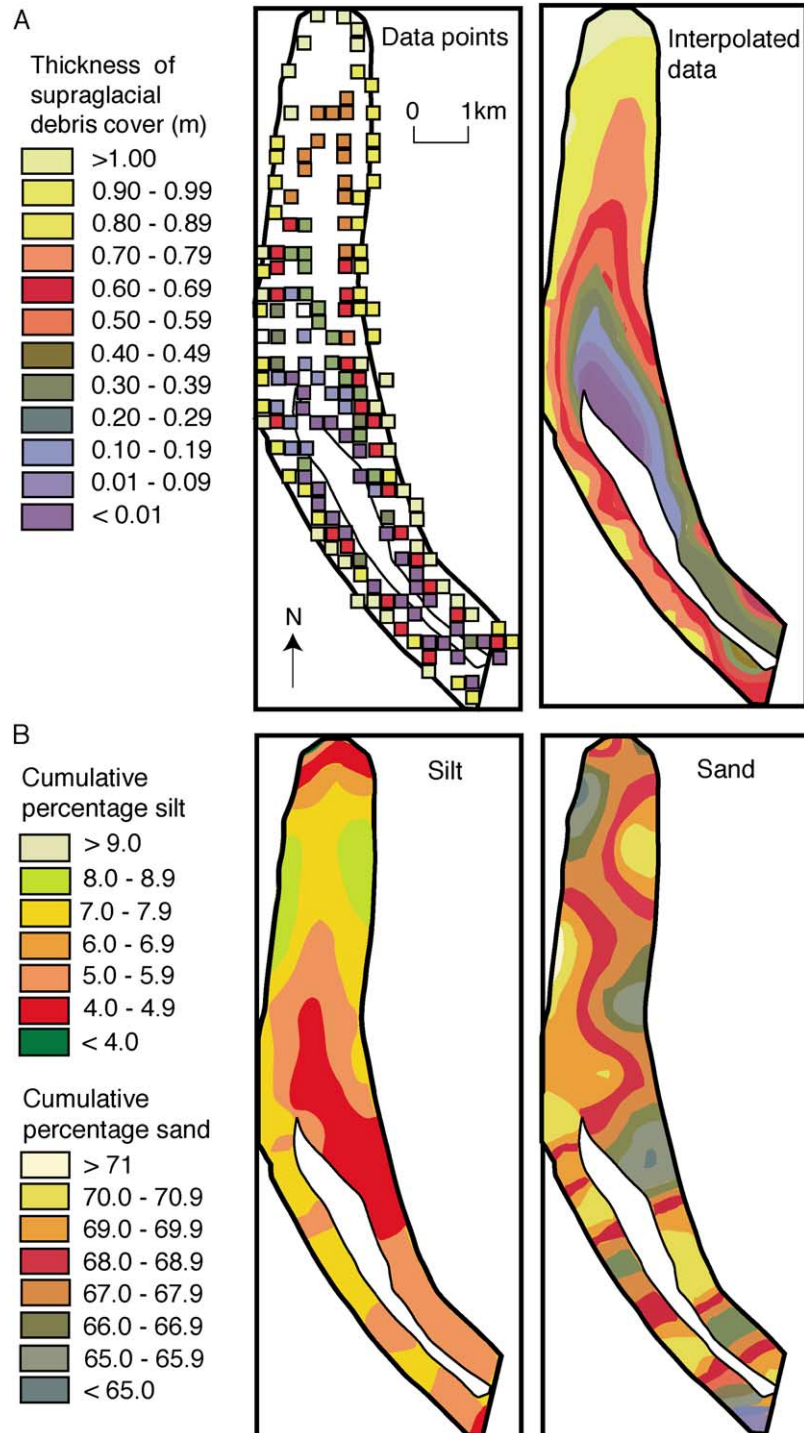 A
Thickness of
supraglacial
debris cover (m)
>1.00
0.90 - 0.99
0.80 - 0.89
0.70 - 0.79
0.60 - 0.69
0.50 - 0.59
0.40 - 0.49
0.30 - 0.39
0.20 - 0.29
0.10 - 0.19
0.01 - 0.09
< 0.01
Data points
0 1km
N
Interpolated
data
B
Cumulative
percentage silt
> 9.0
8.0 - 8.9
7.0 - 7.9
6.0 - 6.9
5.0 - 5.9
4.0 - 4.9
< 4.0
Cumulative
percentage sand
> 71
70.0 - 70.9
69.0 - 69.9
68.0 - 68.9
67.0 - 67.9
66.0 - 66.9
65.0 - 65.9
< 65.0
Silt
Sand